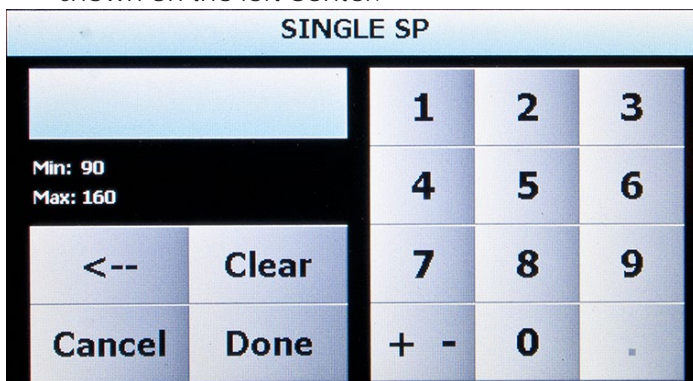 SINGLE SP
1 2 3
Min: 90
Max: 160
4 5 6
<-- Clear 7 8 9
Cancel Done + - 0 .